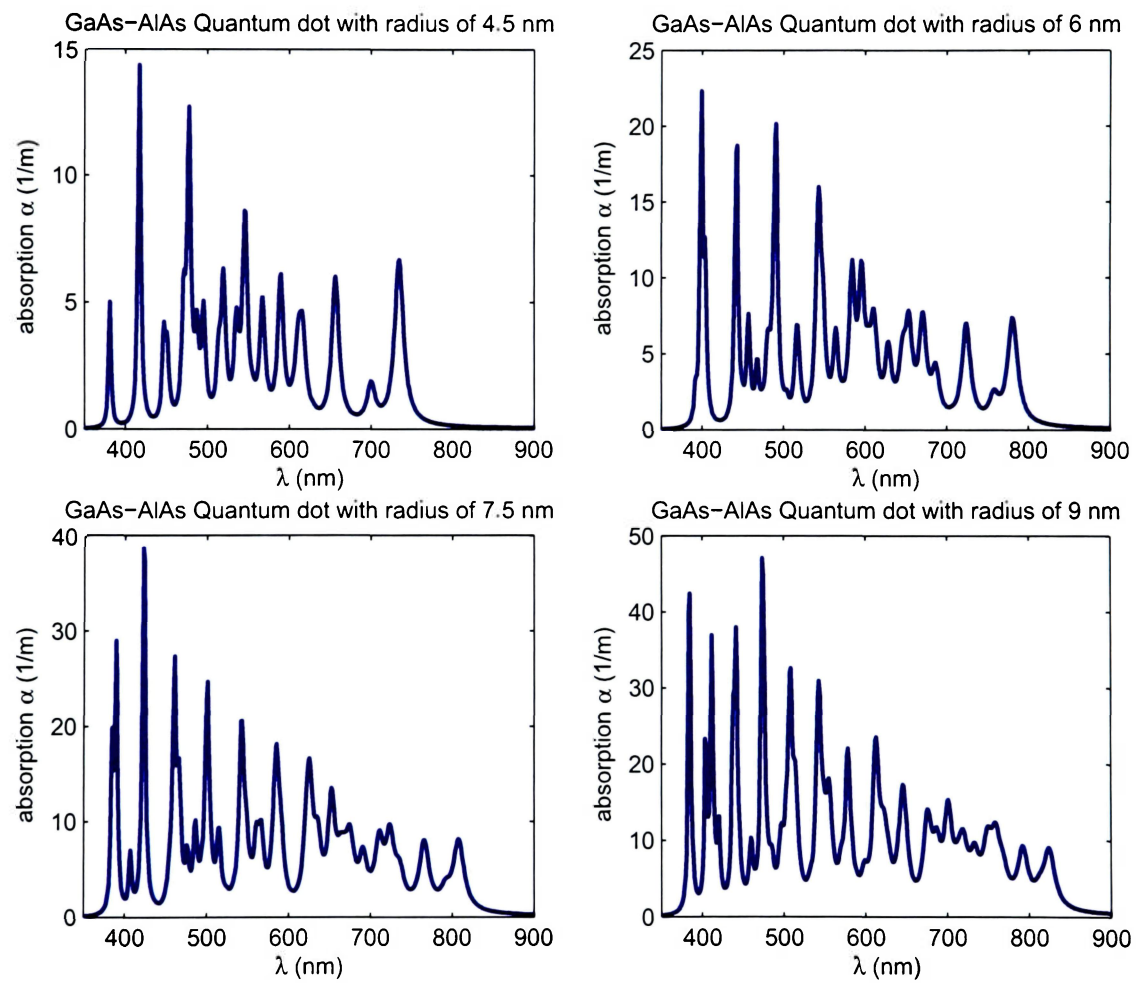 GaAs−AlAs Quantum dot with radius of 4.5 nm
15
10
5
0
absorption α (1/m)
400 500 600 700 800 900
λ (nm)
GaAs−AlAs Quantum dot with radius of 6 nm
25
20
15
10
5
0
absorption α (1/m)
400 500 600 700 800 900
λ (nm)
GaAs−AlAs Quantum dot with radius of 7.5 nm
40
30
20
10
0
absorption α (1/m)
400 500 600 700 800 900
λ (nm)
GaAs−AlAs Quantum dot with radius of 9 nm
50
40
30
20
10
0
absorption α (1/m)
400 500 600 700 800 900
λ (nm)